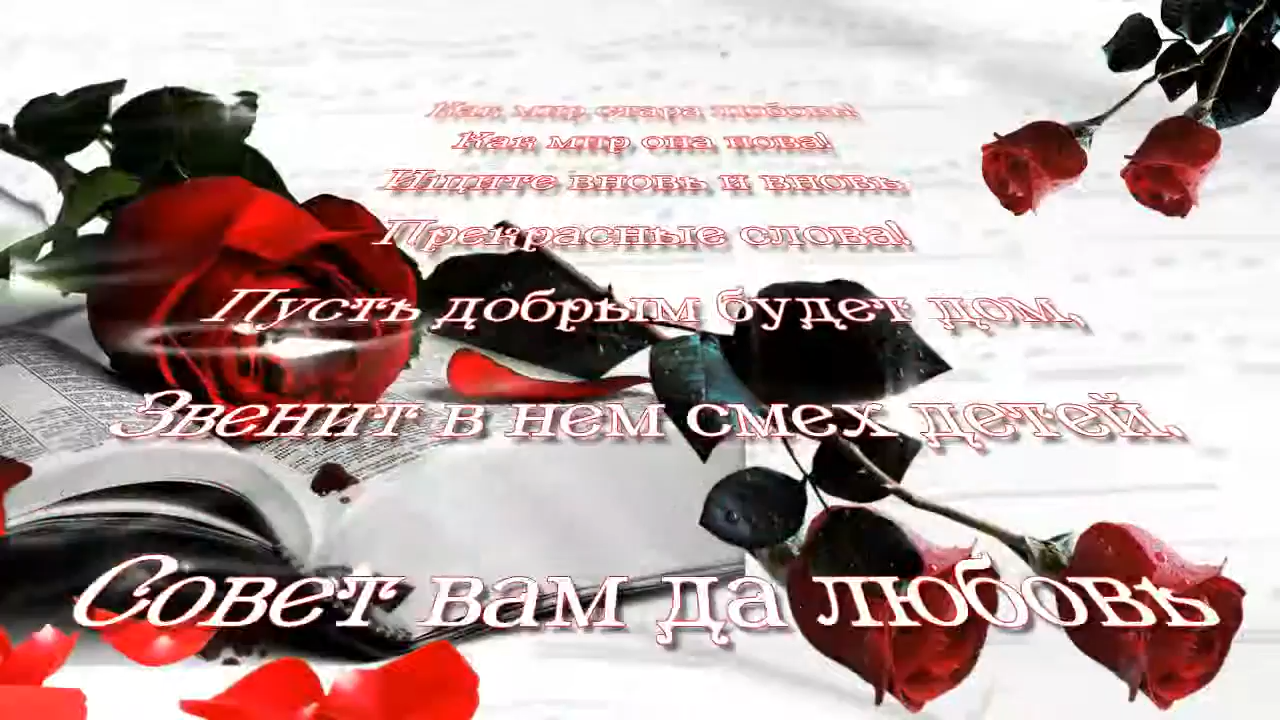 Как мир стара любовь!
Как мир она нова!
Ищите вновь и вновь
Прекрасные слова!
Пусть добрым будет дом,
Звенит в нем смех детей,
Совет вам да любовь